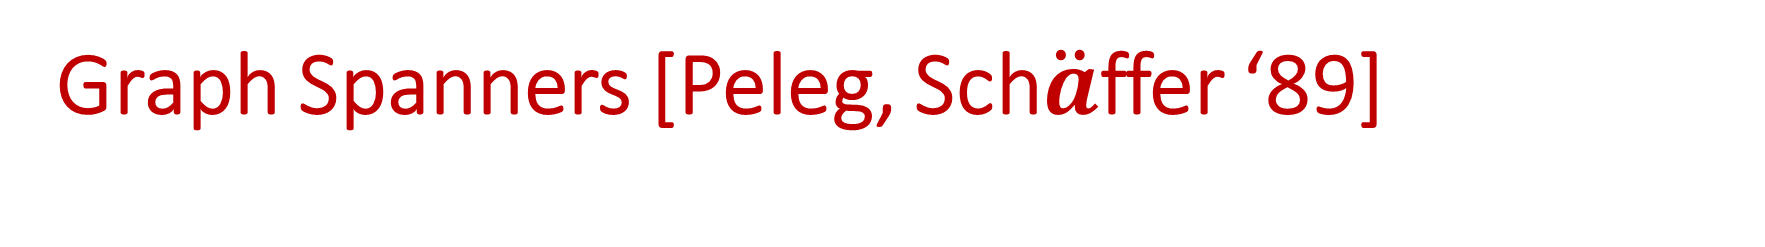 Graph Spanners [Peleg, Schäffer ‘89]